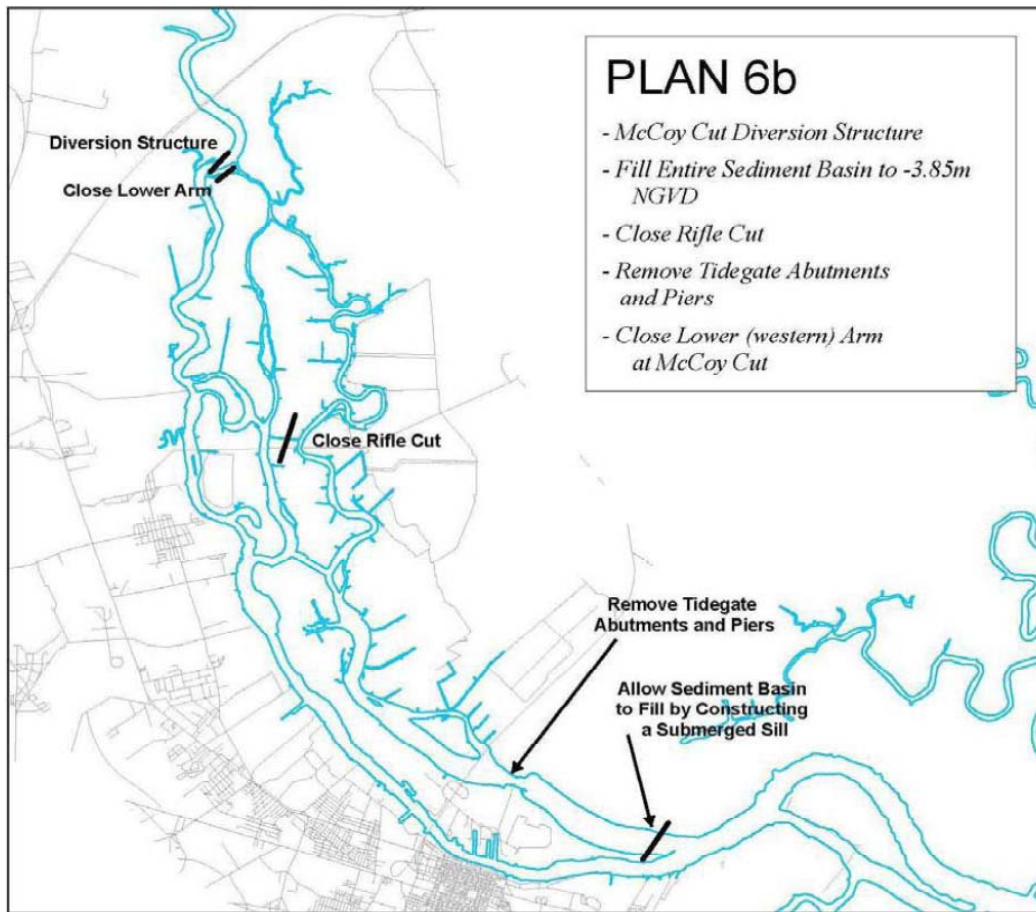 PLAN 6b
- McCoy Cut Diversion Structure
- Fill Entire Sediment Basin to -3.85m
NGVD
- Close Rifle Cut
- Remove Tidegate Abutments
and Piers
- Close Lower (western) Arm
at McCoy Cut
Diversion Structure
Close Lower Arm
Close Rifle Cut
Remove Tidegate
Abutments and Piers
Allow Sediment Basin
to Fill by Constructing
a Submerged Sill